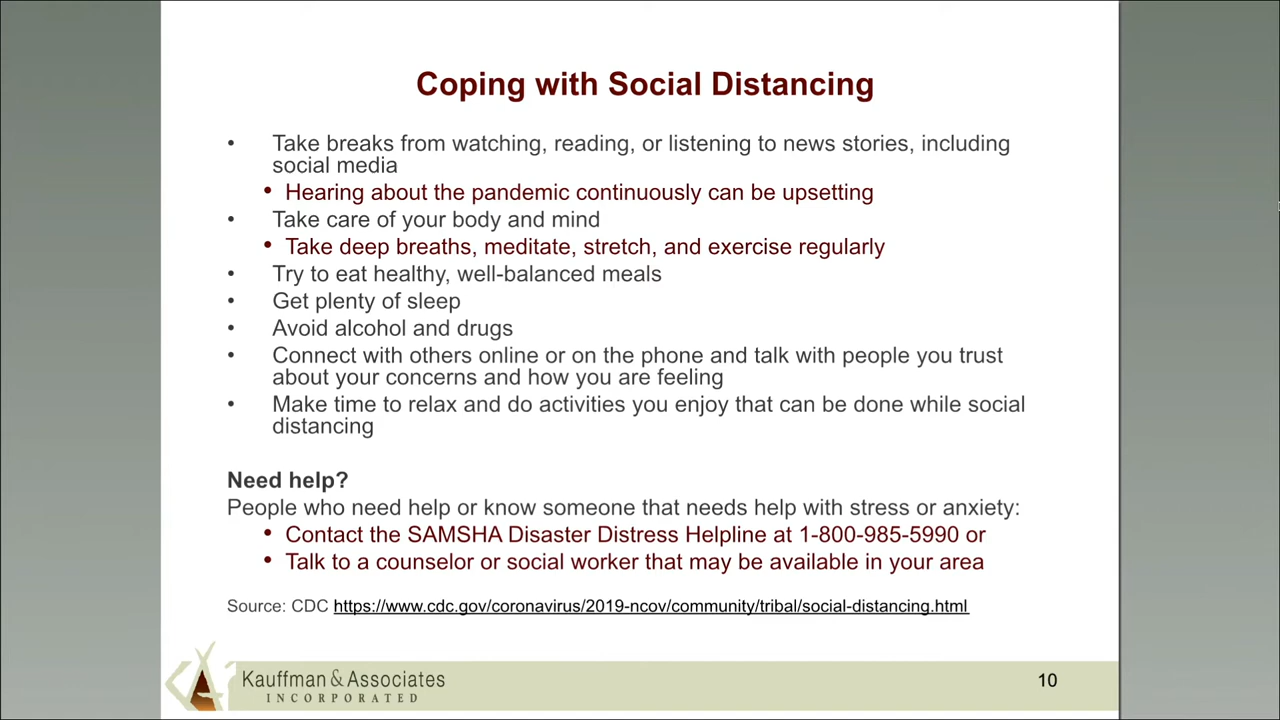 Coping with Social Distancing
• Take breaks from watching, reading, or listening to news stories, including
social media
• Hearing about the pandemic continuously can be upsetting
• Take care of your body and mind
• Take deep breaths, meditate, stretch, and exercise regularly
• Try to eat healthy, well-balanced meals
• Get plenty of sleep
• Avoid alcohol and drugs
• Connect with others online or on the phone and talk with people you trust
about your concerns and how you are feeling
• Make time to relax and do activities you enjoy that can be done while social
distancing
Need help?
People who need help or know someone that needs help with stress or anxiety:
• Contact the SAMSHA Disaster Distress Helpline at 1-800-985-5990 or
• Talk to a counselor or social worker that may be available in your area
Source: CDC https://www.cdc.gov/coronavirus/2019-ncov/community/tribal/social-distancing.html
Kauffman & Associates
INCORPORATED
10